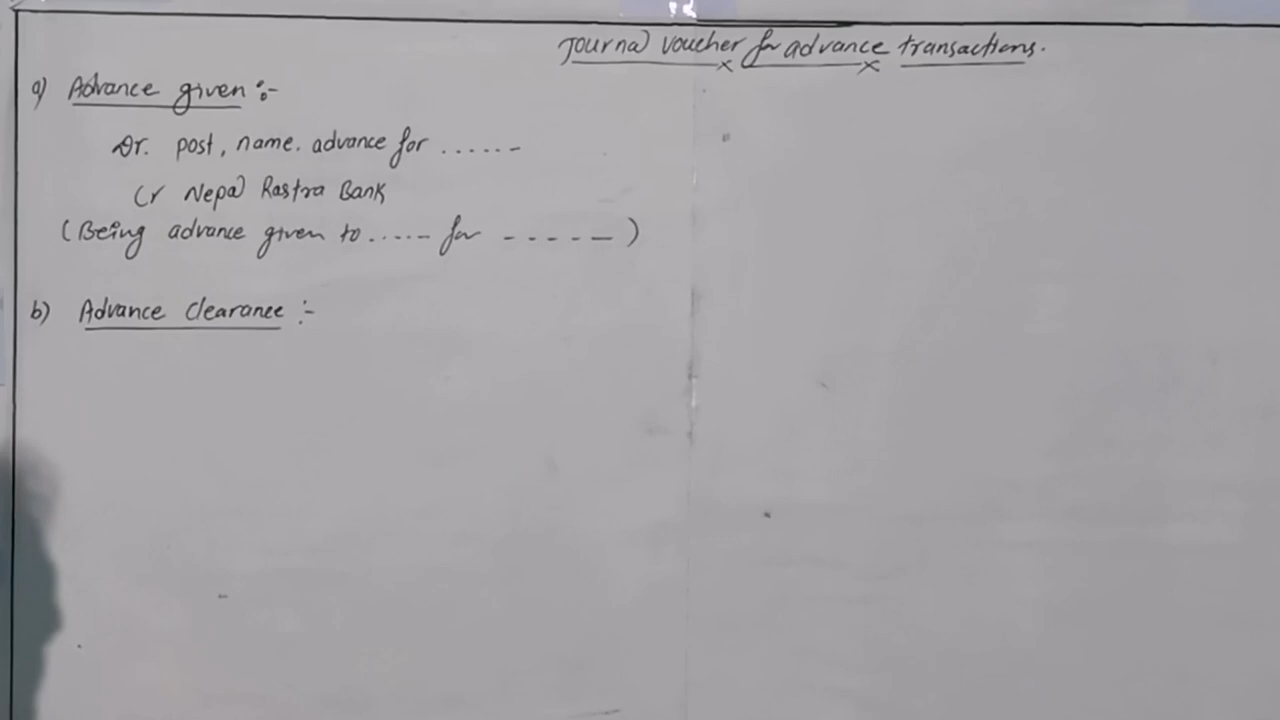 Journal voucher for advance transactions.
a) Advance given :-
Dr. post, name. advance for ......
Cr Nepal Rastra Bank
(Being advance given to ...... for ------)
b) Advance Clearance :-